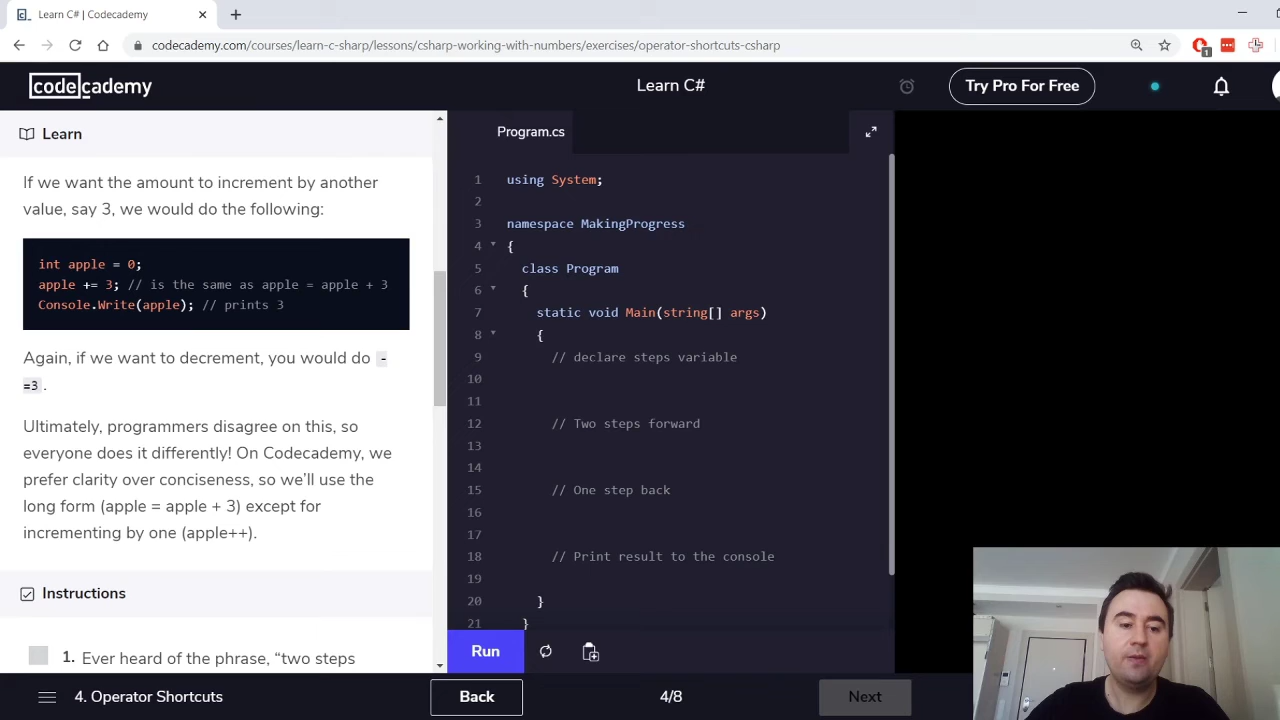 Learn C# | Codecademy
codecademy.com/courses/learn-c-sharp/lessons/csharp-working-with-numbers/exercises/operator-shortcuts-csharp
1
codecademy
Learn C#
Try Pro For Free
Learn
If we want the amount to increment by another
value, say 3, we would do the following:
int apple = 0;
apple += 3; // is the same as apple = apple + 3
Console.Write(apple); // prints 3
Again, if we want to decrement, you would do -
=3 .
Ultimately, programmers disagree on this, so
everyone does it differently! On Codecademy, we
prefer clarity over conciseness, so we'll use the
long form (apple = apple + 3) except for
incrementing by one (apple++).
Instructions
1. Ever heard of the phrase, “two steps
Program.cs
1 using System;
2
3 namespace MakingProgress
4 {
5 class Program
6 {
7 static void Main(string[] args)
8 {
9 // declare steps variable
10
11
12 // Two steps forward
13
14
15 // One step back
16
17
18 // Print result to the console
19
20 }
21 }
Run
4. Operator Shortcuts
Back
4/8
Next